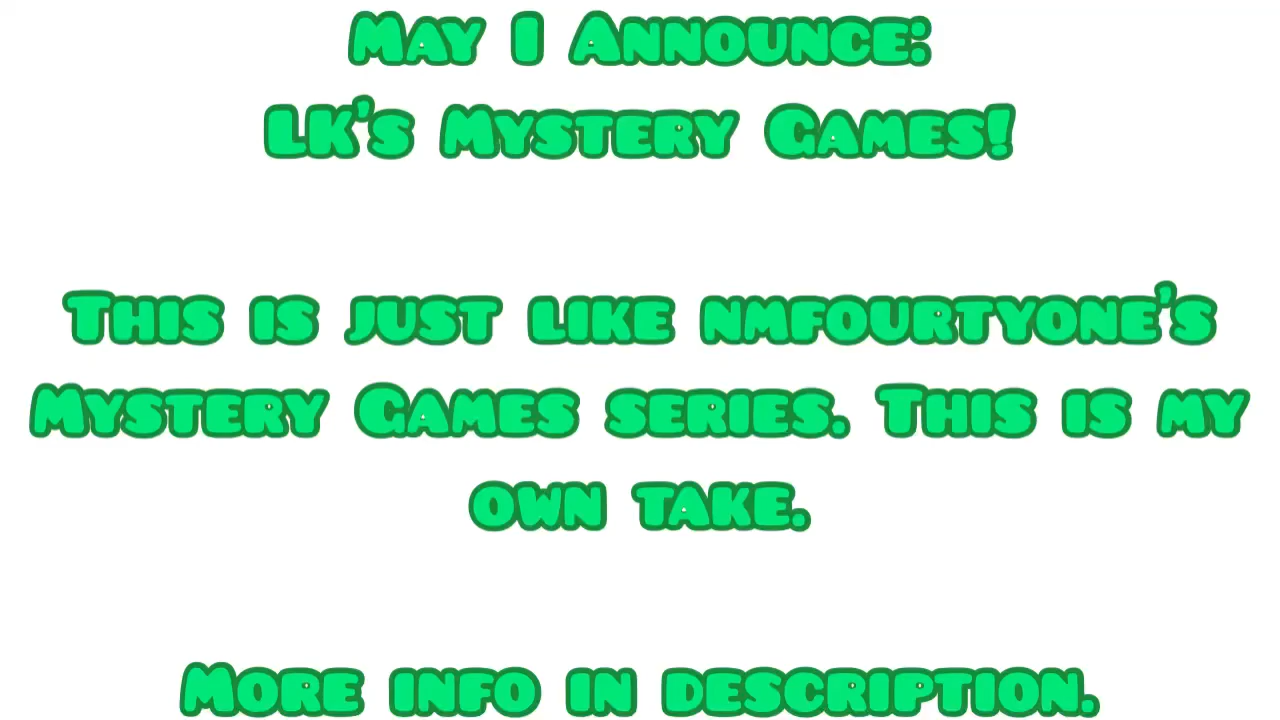 May I Announce:
LK's Mystery Games!
This is just like nmfourtyone's
Mystery Games series. This is my
own take.
More info in description.